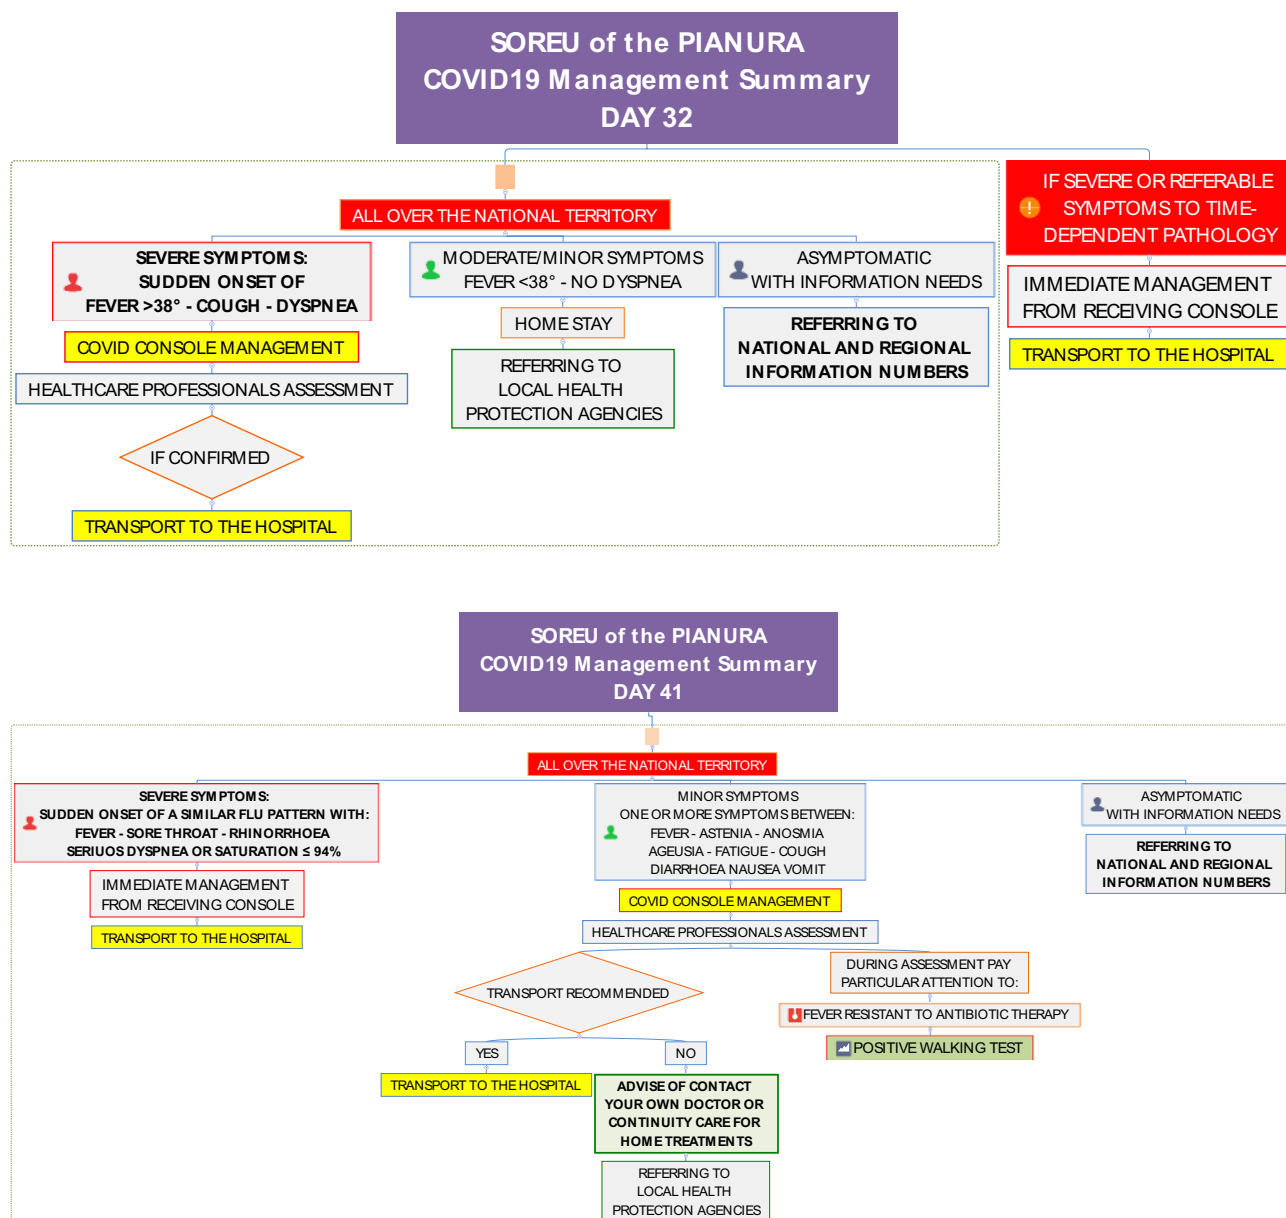 SOREU of the PIANURA
COVID19 Management Summary
DAY 32
ALL OVER THE NATIONAL TERRITORY
SEVERE SYMPTOMS:
SUDDEN ONSET OF
FEVER >38° - COUGH - DYSPNEA
COVID CONSOLE MANAGEMENT
HEALTHCARE PROFESSIONALS ASSESSMENT
IF CONFIRMED
TRANSPORT TO THE HOSPITAL
MODERATE/MINOR SYMPTOMS
FEVER <38° - NO DYSPNEA
HOME STAY
REFERRING TO
LOCAL HEALTH
PROTECTION AGENCIES
ASYMPTOMATIC
WITH INFORMATION NEEDS
REFERRING TO
NATIONAL AND REGIONAL
INFORMATION NUMBERS
IF SEVERE OR REFERABLE
SYMPTOMS TO TIME-
DEPENDENT PATHOLOGY
IMMEDIATE MANAGEMENT
FROM RECEIVING CONSOLE
TRANSPORT TO THE HOSPITAL
SOREU of the PIANURA
COVID19 Management Summary
DAY 41
ALL OVER THE NATIONAL TERRITORY
SEVERE SYMPTOMS:
SUDDEN ONSET OF A SIMILAR FLU PATTERN WITH:
FEVER - SORE THROAT - RHINORRHOEA
SERIUOS DYSPNEA OR SATURATION ≤ 94%
IMMEDIATE MANAGEMENT
FROM RECEIVING CONSOLE
TRANSPORT TO THE HOSPITAL
MINOR SYMPTOMS
ONE OR MORE SYMPTOMS BETWEEN:
FEVER - ASTENIA - ANOSMIA
AGEUSIA - FATIGUE - COUGH
DIARRHOEA NAUSEA VOMIT
COVID CONSOLE MANAGEMENT
HEALTHCARE PROFESSIONALS ASSESSMENT
TRANSPORT RECOMMENDED
YES
TRANSPORT TO THE HOSPITAL
NO
ADVISE OF CONTACT
YOUR OWN DOCTOR OR
CONTINUITY CARE FOR
HOME TREATMENTS
REFERRING TO
LOCAL HEALTH
PROTECTION AGENCIES
DURING ASSESSMENT PAY
PARTICULAR ATTENTION TO:
FEVER RESISTANT TO ANTIBIOTIC THERAPY
POSITIVE WALKING TEST
ASYMPTOMATIC
WITH INFORMATION NEEDS
REFERRING TO
NATIONAL AND REGIONAL
INFORMATION NUMBERS